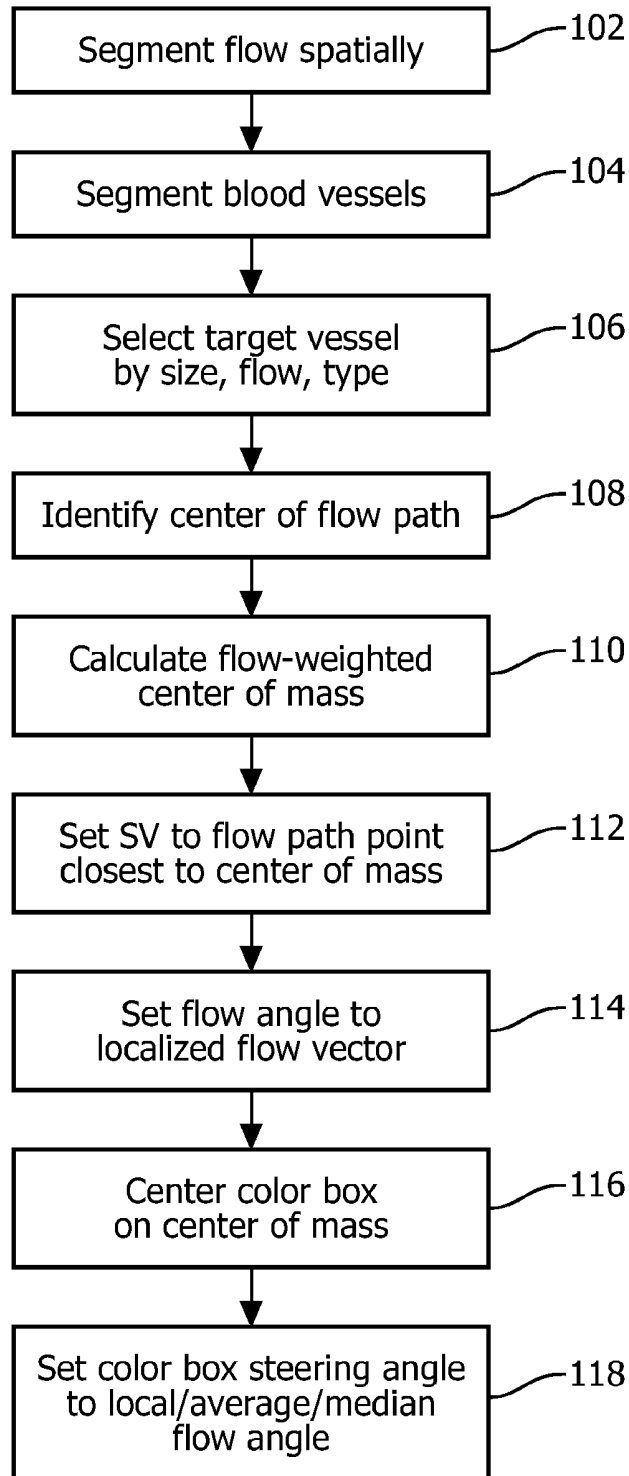 Segment flow spatially
102
Segment blood vessels
104
Select target vessel
by size, flow, type
106
Identify center of flow path
108
Calculate flow-weighted
center of mass
110
Set SV to flow path point
closest to center of mass
112
Set flow angle to
localized flow vector
114
Center color box
on center of mass
116
Set color box steering angle
to local/average/median
flow angle
118